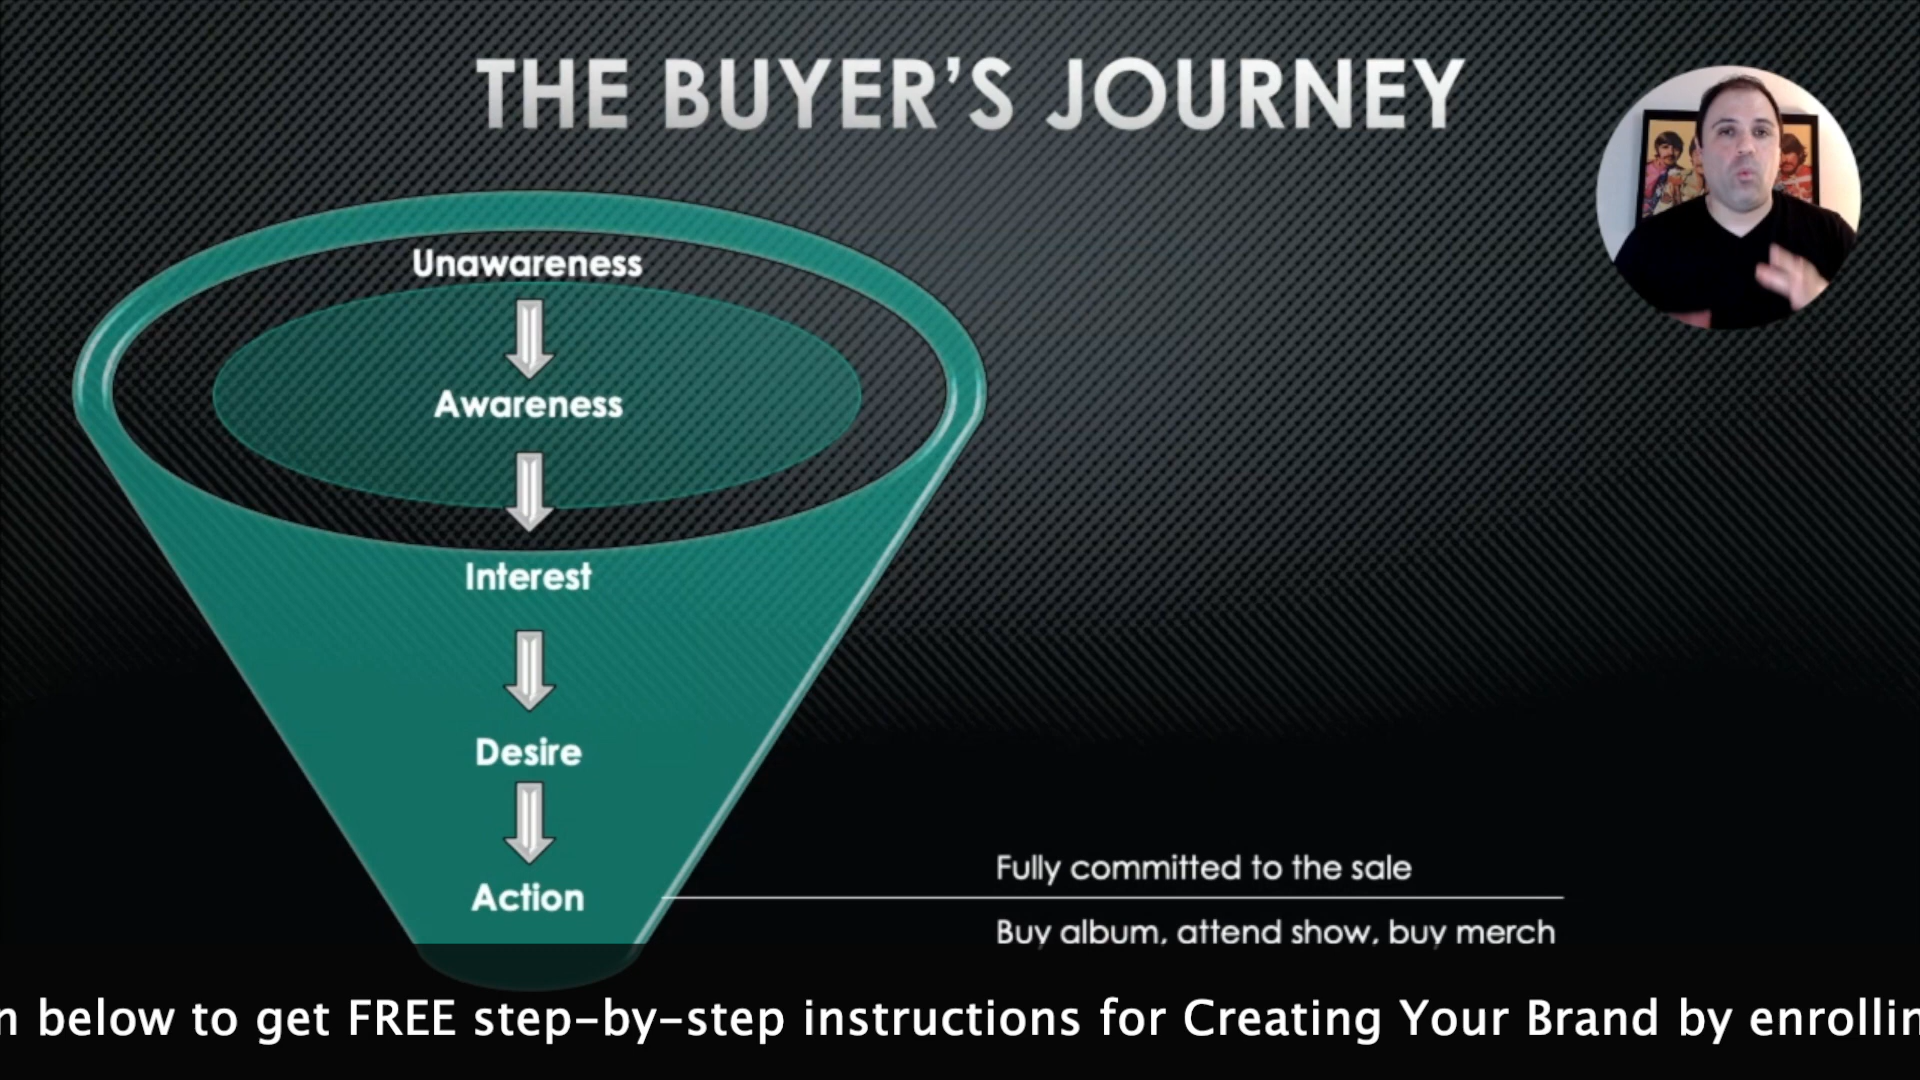 THE BUYER'S JOURNEY
Unawareness
Awareness
Interest
Desire
Action
Fully committed to the sale
Buy album, attend show, buy merch
below to get FREE step-by-step instructions for Creating Your Brand by